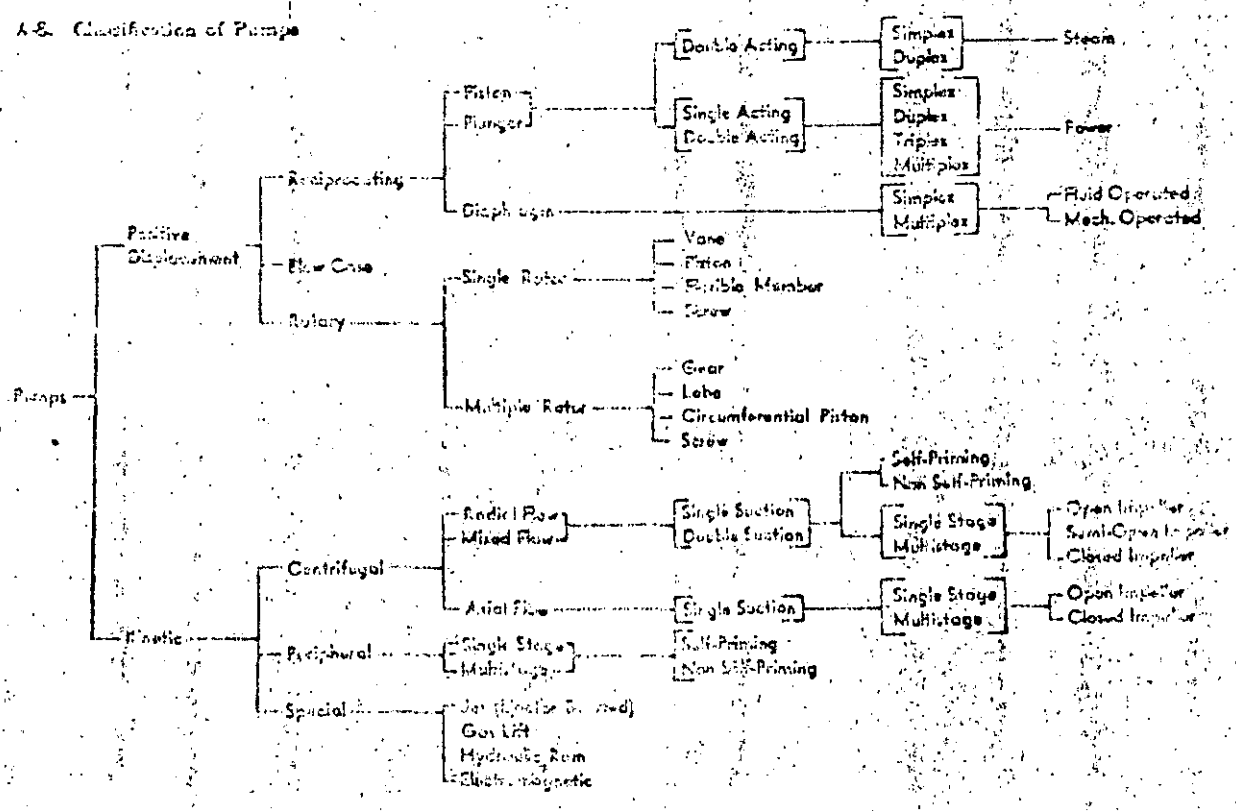 Classification of Pumps
Double Acting
Simplex
Duplex
Steam
Piston
Plunger
Single Acting
Double Acting
Simplex
Duplex
Triplex
Multiplex
Power
Reciprocating
Diaphragm
Simplex
Multiplex
Fluid Operated
Mech. Operated
Positive
Displacement
Blow Case
Single Rotor
Vane
Piston
Flexible Member
Screw
Rotary
Pumps
Multiple Rotor
Gear
Lobe
Circumferential Piston
Screw
Self-Priming
Non Self-Priming
Radial Flow
Mixed Flow
Single Suction
Double Suction
Single Stage
Multistage
Open Impeller
Semi-Open Impeller
Closed Impeller
Centrifugal
Axial Flow
Single Suction
Single Stage
Multistage
Open Impeller
Closed Impeller
Kinetic
Peripheral
Single Stage
Multistage
Self-Priming
Non Self-Priming
Special
Jet
Gas Lift
Hydraulic Ram
Electromagnetic